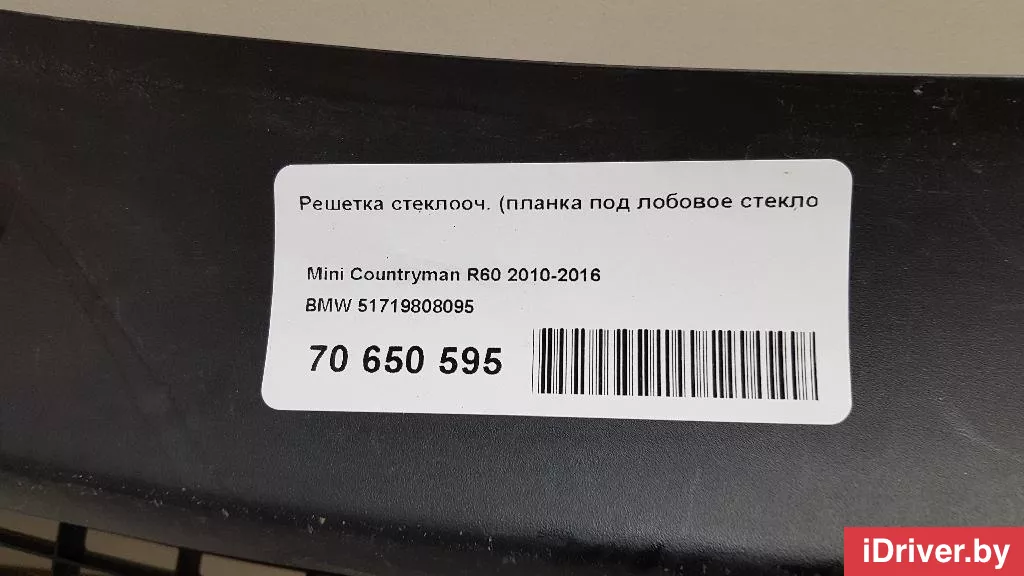 Решетка стеклооч. (планка под лобовое стекло
Mini Countryman R60 2010-2016
BMW 51719808095
70 650 595
iDriver.by